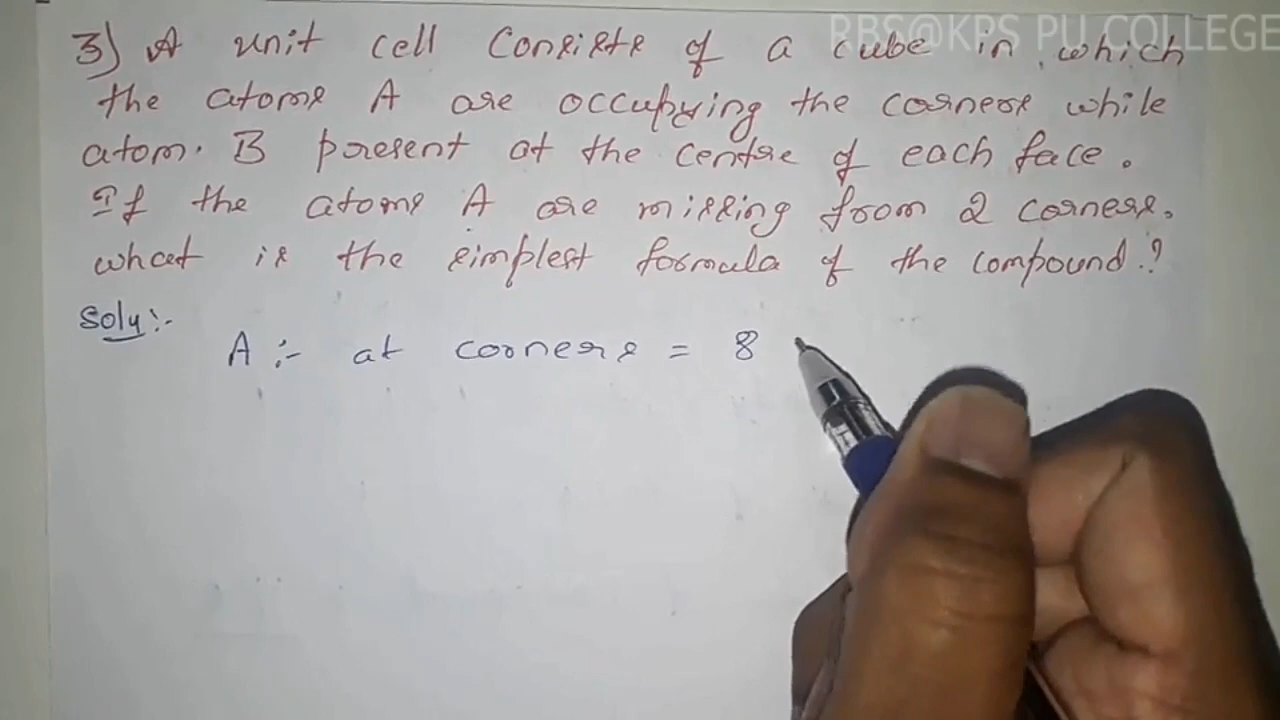 RBS@KPS PU COLLEGE
3) A unit cell consists of a cube in which
the atoms A are occupying the corners while
atom. B present at the centre of each face.
If the atoms A are missing from 2 corners.
what is the simplest formula of the compound.?
Soln:-
A :- at corners = 8